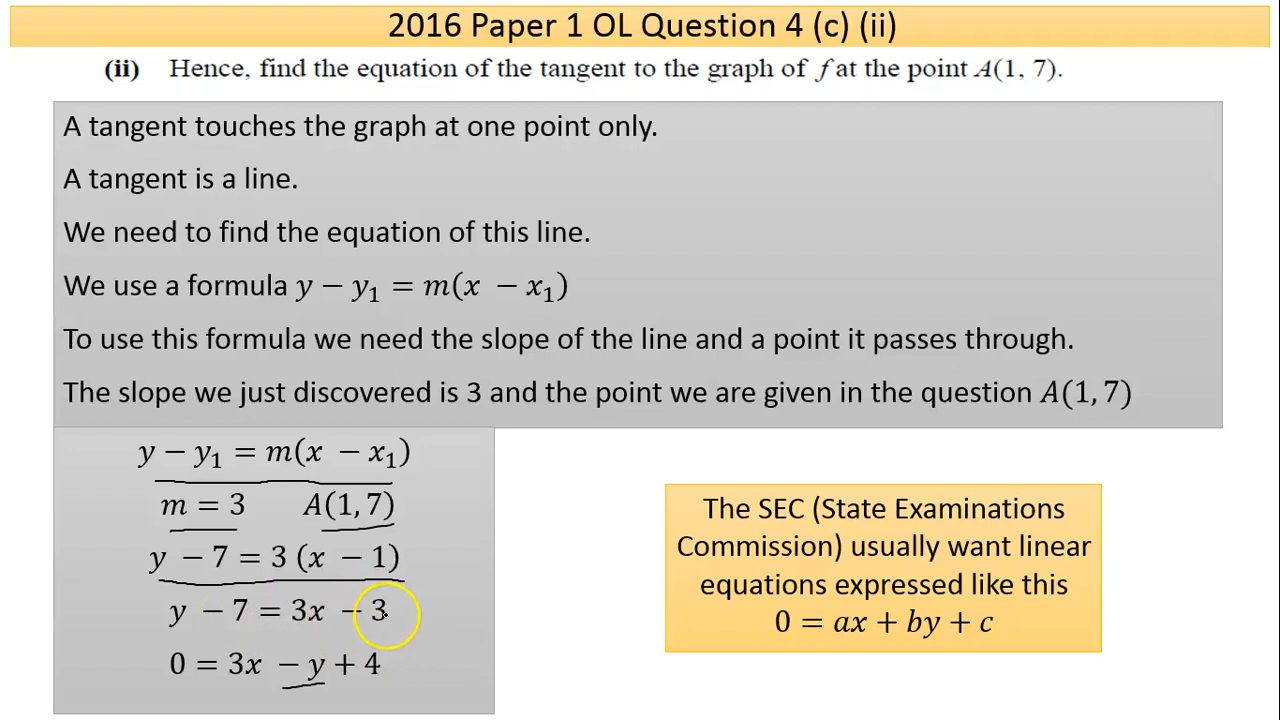 2016 Paper 1 OL Question 4 (c) (ii)
(ii) Hence, find the equation of the tangent to the graph of f at the point A(1, 7).
A tangent touches the graph at one point only.
A tangent is a line.
We need to find the equation of this line.
We use a formula y − y₁ = m(x − x₁)
To use this formula we need the slope of the line and a point it passes through.
The slope we just discovered is 3 and the point we are given in the question A(1, 7)
y − y₁ = m(x − x₁)
m = 3 A(1, 7)
y − 7 = 3 (x − 1)
y − 7 = 3x − 3
0 = 3x − y + 4
The SEC (State Examinations
Commission) usually want linear
equations expressed like this
0 = ax + by + c